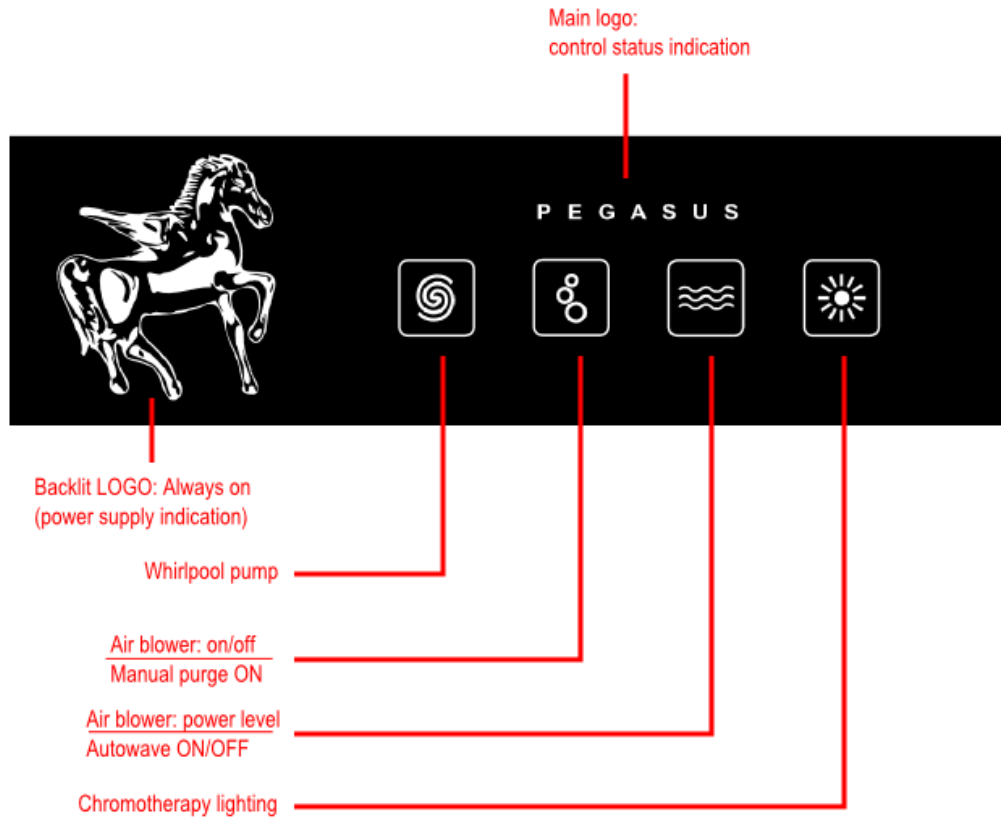 Main logo:
control status indication
PEGASUS
Backlit LOGO: Always on
(power supply indication)
Whirlpool pump
Air blower: on/off
Manual purge ON
Air blower: power level
Autowave ON/OFF
Chromotherapy lighting